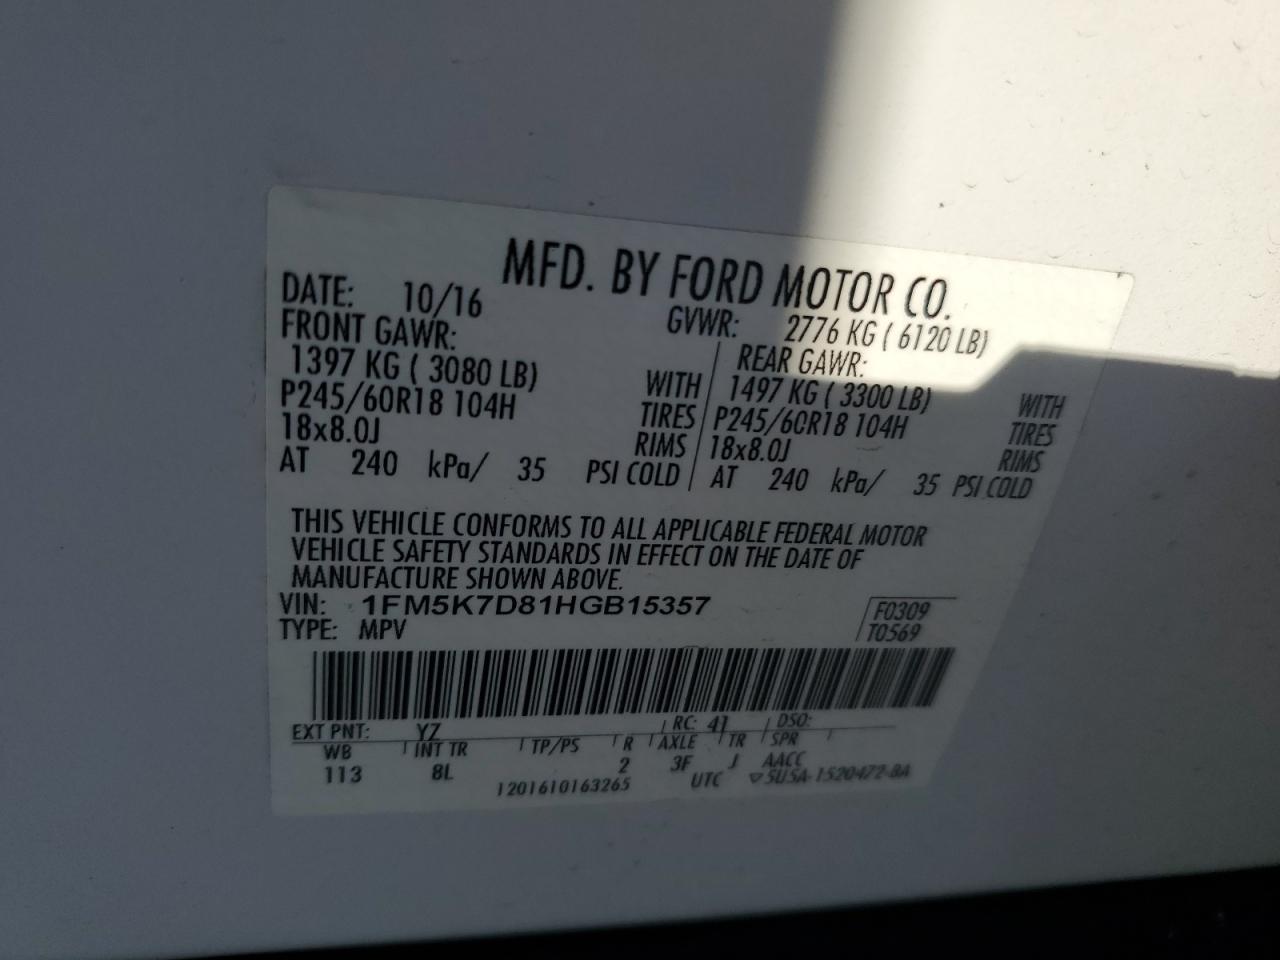 MFD. BY FORD MOTOR CO.
DATE: 10/16 GVWR: 2776 KG ( 6120 LB)
FRONT GAWR: REAR GAWR:
1397 KG ( 3080 LB) WITH 1497 KG ( 3300 LB) WITH
P245/60R18 104H TIRES P245/60R18 104H TIRES
18x8.0J RIMS 18x8.0J RIMS
AT 240 kPa/ 35 PSI COLD AT 240 kPa/ 35 PSI COLD
THIS VEHICLE CONFORMS TO ALL APPLICABLE FEDERAL MOTOR
VEHICLE SAFETY STANDARDS IN EFFECT ON THE DATE OF
MANUFACTURE SHOWN ABOVE.
VIN: 1FM5K7D81HGB15357 F0309
TYPE: MPV T0569
EXT PNT: YZ RC: 41 DSO:
WB INT TR TP/PS R AXLE TR SPR
113 8L 2 3F J AACC
1201610163265 UTC ▽5U5A-1520472-BA